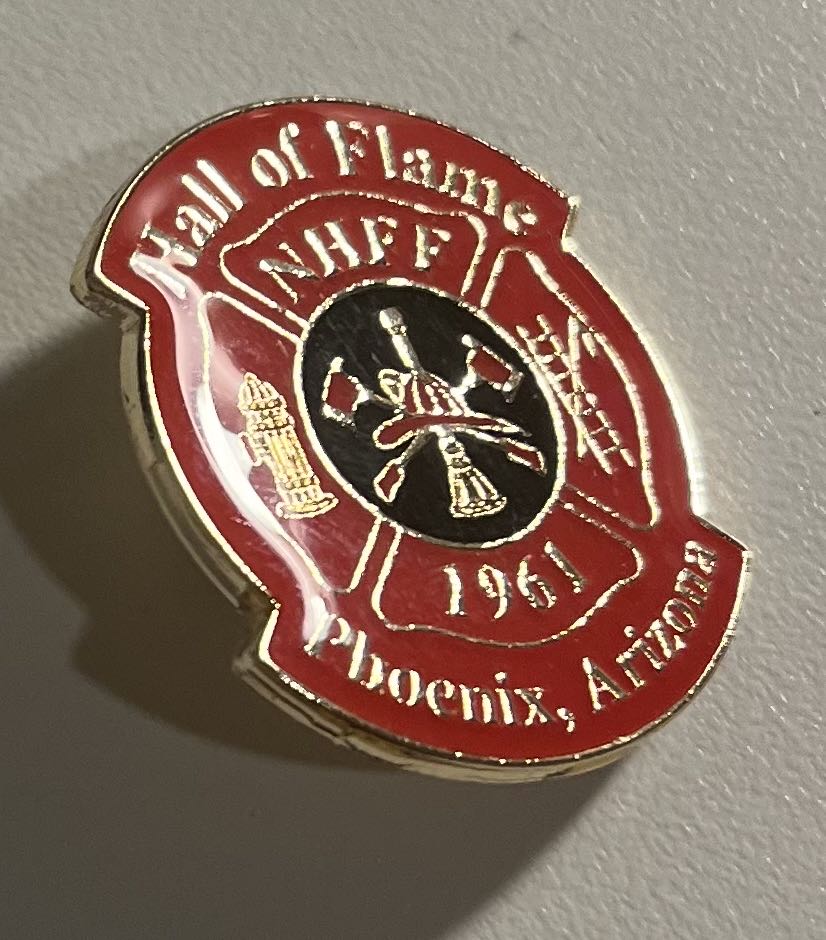 Hall of Flame
NHFF
1961
Phoenix, Arizona